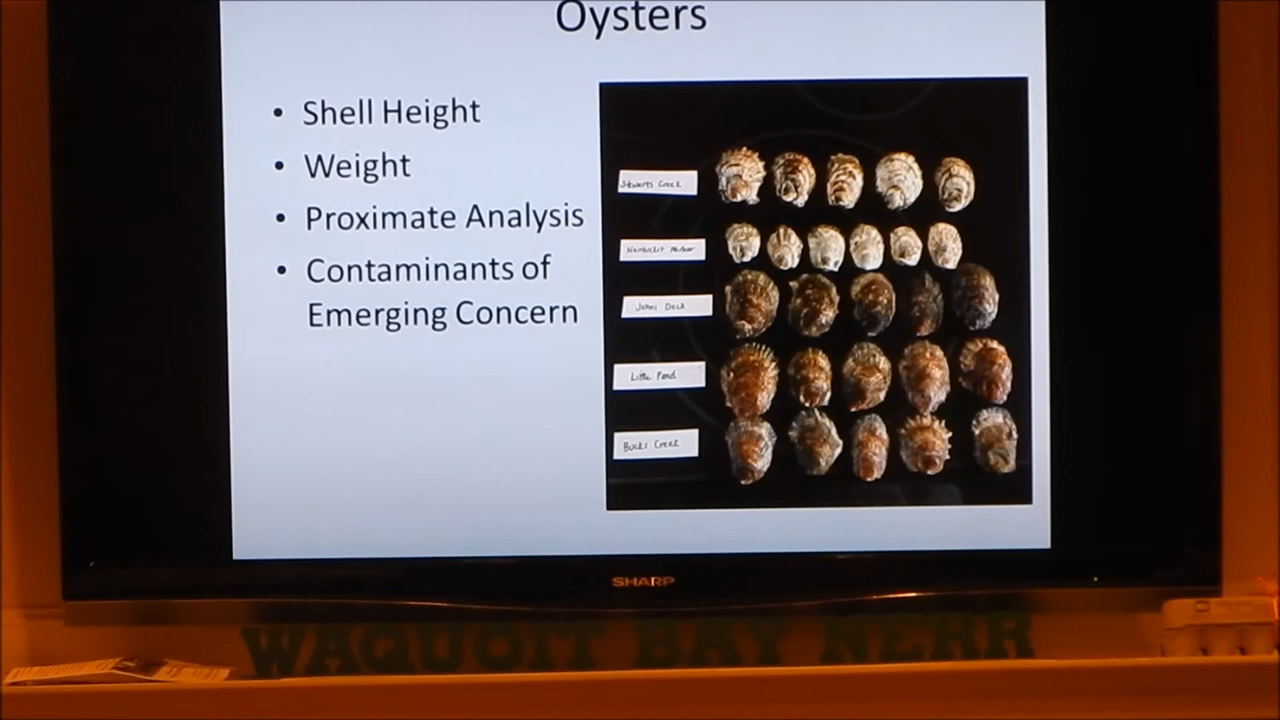 Oysters
• Shell Height
• Weight
• Proximate Analysis
• Contaminants of
Emerging Concern
Stewarts Creek
Nantucket Harbor
Johns Dock
Little Pond
Bucks Creek
SHARP
WAQUOIT BAY NERR